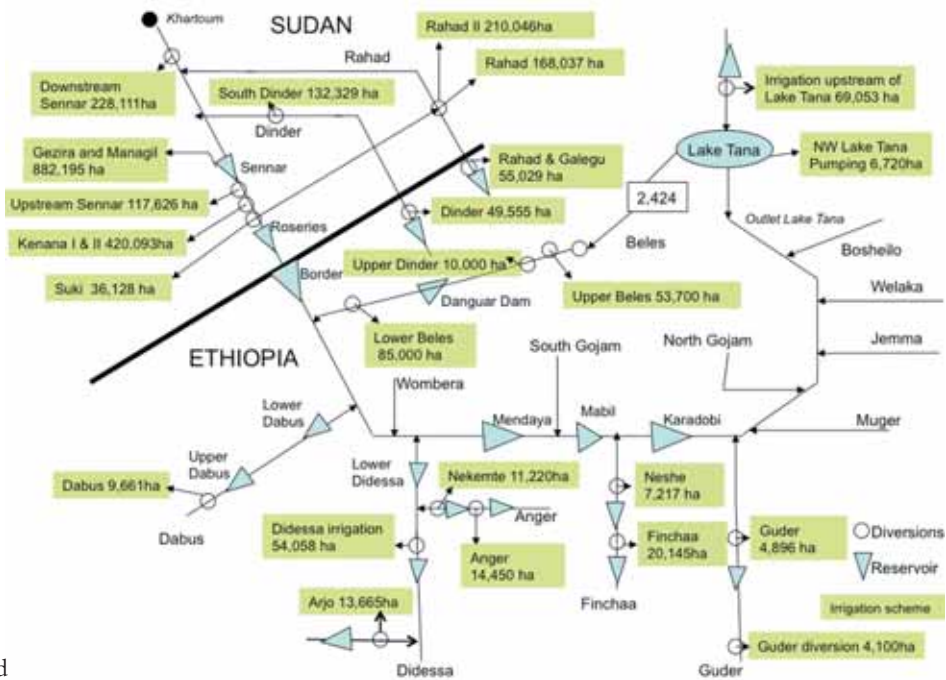 Khartoum
SUDAN
Rahad II 210,046ha
Rahad
Rahad 168,037 ha
Downstream
Sennar 228,111ha
South Dinder 132,329 ha
Dinder
Irrigation upstream of
Lake Tana 69,053 ha
Gezira and Managil
882,195 ha
Sennar
Rahad & Galegu
55,029 ha
Lake Tana
NW Lake Tana
Pumping 6,720ha
Upstream Sennar 117,626 ha
Dinder 49,555 ha
2,424
Outlet Lake Tana
Kenana I & II 420,093ha
Roseries
Upper Dinder 10,000 ha
Beles
Bosheilo
Suki 36,128 ha
Border
Danguar Dam
Upper Beles 53,700 ha
Welaka
ETHIOPIA
Lower Beles
85,000 ha
South Gojam
North Gojam
Jemma
Wombera
Lower
Dabus
Mendaya
Mabil
Karadobi
Muger
Upper
Dabus
Lower
Didessa
Nekemte 11,220ha
Neshe
7,217 ha
Dabus 9,661ha
Dabus
Anger
Didessa irrigation
54,058 ha
Anger
14,450 ha
Finchaa
20,145ha
Guder
4,896 ha
Diversions
Reservoir
Arjo 13,665ha
Finchaa
Irrigation scheme
Didessa
Guder
Guder diversion 4,100ha
d